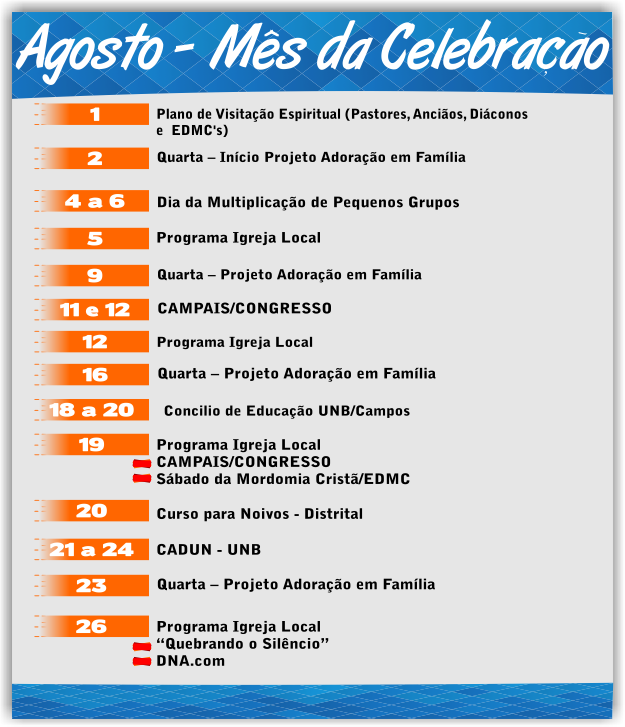 Agosto - Mês da Celebração
1 Plano de Visitação Espiritual (Pastores, Anciãos, Diáconos
e EDMC's)
2 Quarta – Início Projeto Adoração em Família
4 a 6 Dia da Multiplicação de Pequenos Grupos
5 Programa Igreja Local
9 Quarta – Projeto Adoração em Família
11 e 12 CAMPAIS/CONGRESSO
12 Programa Igreja Local
16 Quarta – Projeto Adoração em Família
18 a 20 Concilio de Educação UNB/Campos
19 Programa Igreja Local
CAMPAIS/CONGRESSO
Sábado da Mordomia Cristã/EDMC
20 Curso para Noivos - Distrital
21 a 24 CADUN - UNB
23 Quarta – Projeto Adoração em Família
26 Programa Igreja Local
“Quebrando o Silêncio”
DNA.com